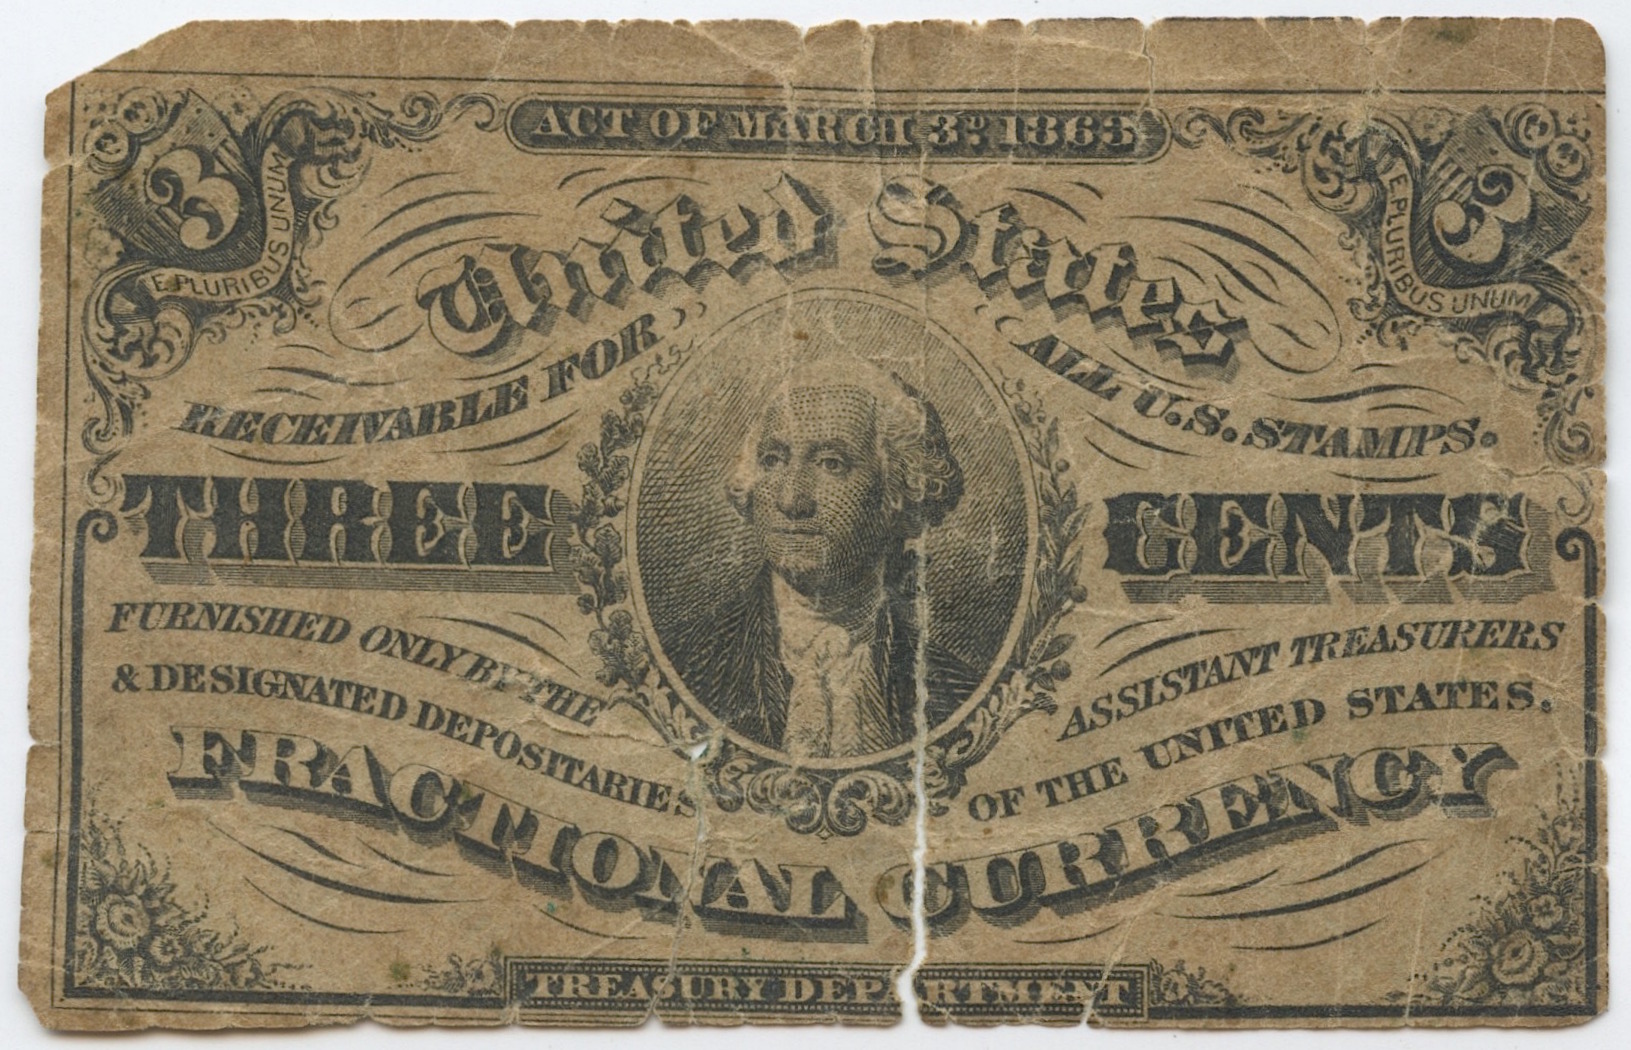 ACT OF MARCH 3D. 1863
3
E PLURIBUS UNUM
3
E PLURIBUS UNUM
United States
RECEIVABLE FOR ALL U.S. STAMPS.
THREE CENTS
FURNISHED ONLY BY THE ASSISTANT TREASURERS
& DESIGNATED DEPOSITARIES OF THE UNITED STATES.
FRACTIONAL CURRENCY
TREASURY DEPARTMENT